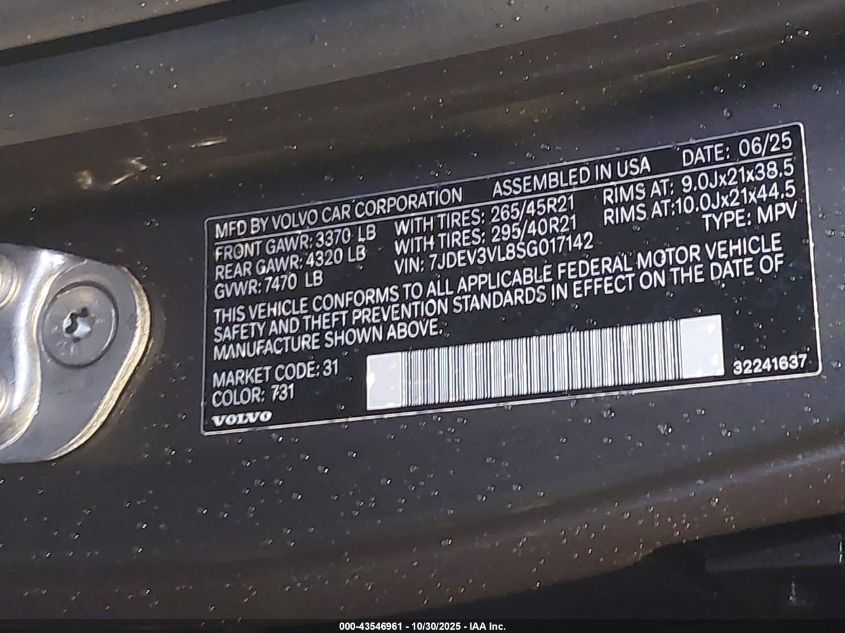 MFD BY VOLVO CAR CORPORATION ASSEMBLED IN USA DATE: 06/25
FRONT GAWR: 3370 LB WITH TIRES: 265/45R21 RIMS AT: 9.0Jx21x38.5
REAR GAWR: 4320 LB WITH TIRES: 295/40R21 RIMS AT:10.0Jx21x44.5
GVWR: 7470 LB VIN: 7JDEV3VL8SG017142 TYPE: MPV
THIS VEHICLE CONFORMS TO ALL APPLICABLE FEDERAL MOTOR VEHICLE
SAFETY AND THEFT PREVENTION STANDARDS IN EFFECT ON THE DATE OF
MANUFACTURE SHOWN ABOVE.
MARKET CODE: 31
COLOR: 731
VOLVO
32241637
000-43546961 - 10/30/2025 - IAA Inc.